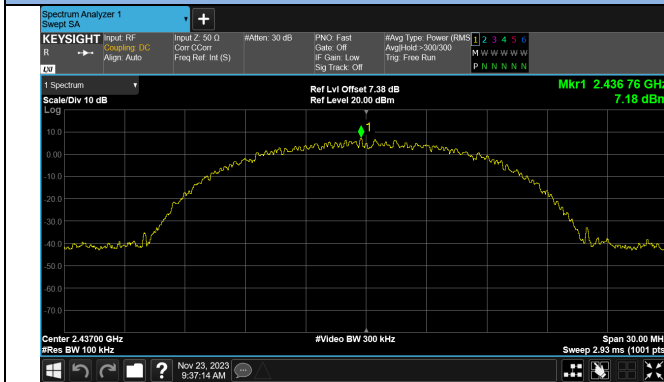 Spectrum Analyzer 1
Swept SA
+
KEYSIGHT
R
LXI
Input: RF
Coupling: DC
Align: Auto
Input Z: 50 Ω
Corr CCorr
Freq Ref: Int (S)
#Atten: 30 dB
PNO: Fast
Gate: Off
IF Gain: Low
Sig Track: Off
#Avg Type: Power (RMS
Avg|Hold:>300/300
Trig: Free Run
1 2 3 4 5 6
M W W W W W
P N N N N N
1 Spectrum
Scale/Div 10 dB
Log
Ref Lvl Offset 7.38 dB
Ref Level 20.00 dBm
Mkr1 2.436 76 GHz
7.18 dBm
1
10.0
0.00
-10.0
-20.0
-30.0
-40.0
-50.0
-60.0
-70.0
Center 2.43700 GHz
#Res BW 100 kHz
#Video BW 300 kHz
Span 30.00 MH
Sweep 2.93 ms (1001 pts
?
Nov 23, 2023
9:37:14 AM